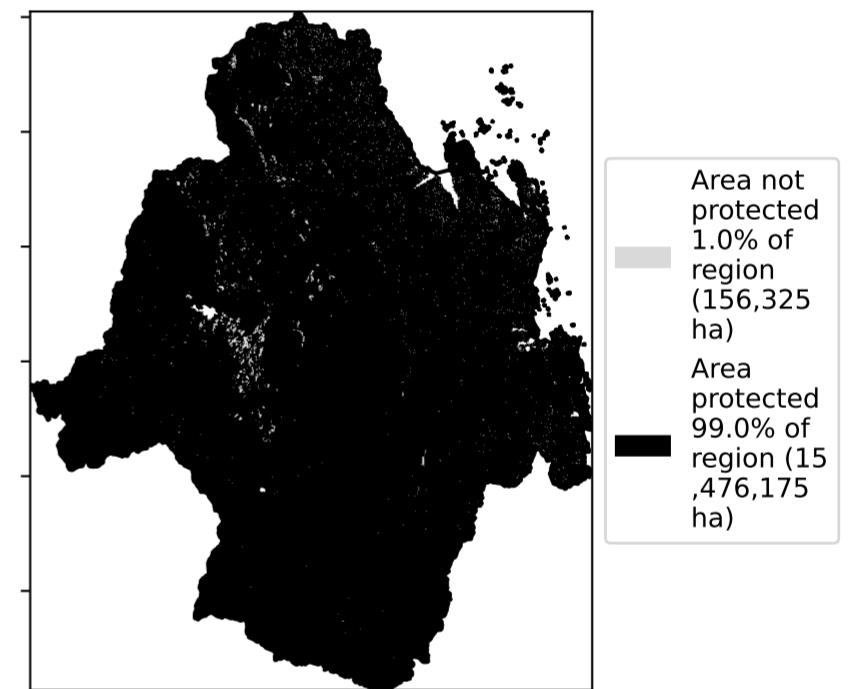 Area not
protected
1.0% of
region
(156,325
ha)
Area
protected
99.0% of
region (15
,476,175
ha)